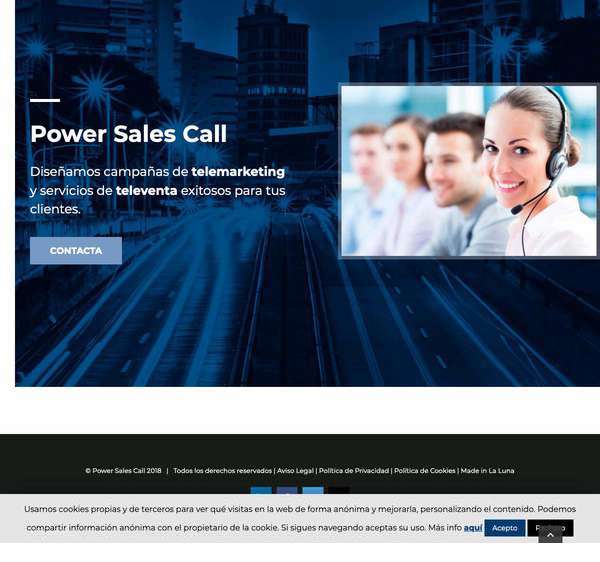 Power Sales Call
Diseñamos campañas de telemarketing
y servicios de televenta exitosos para tus
clientes.
CONTACTA
© Power Sales Call 2018 | Todos los derechos reservados | Aviso Legal | Política de Privacidad | Política de Cookies | Made in La Luna
Usamos cookies propias y de terceros para ver qué visitas en la web de forma anónima y mejorarla, personalizando el contenido. Podemos
compartir información anónima con el propietario de la cookie. Si sigues navegando aceptas su uso. Más info aquí Acepto